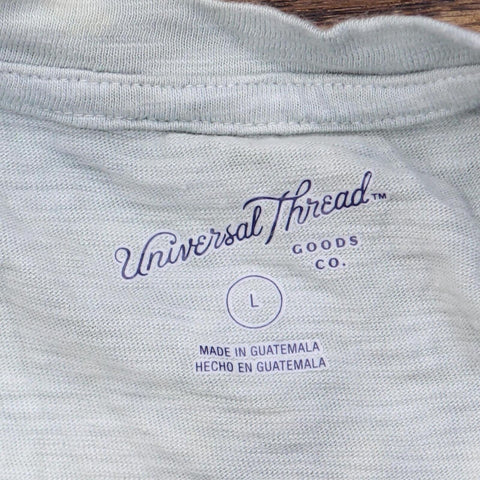 Universal Thread™
GOODS
CO.
L
MADE IN GUATEMALA
HECHO EN GUATEMALA